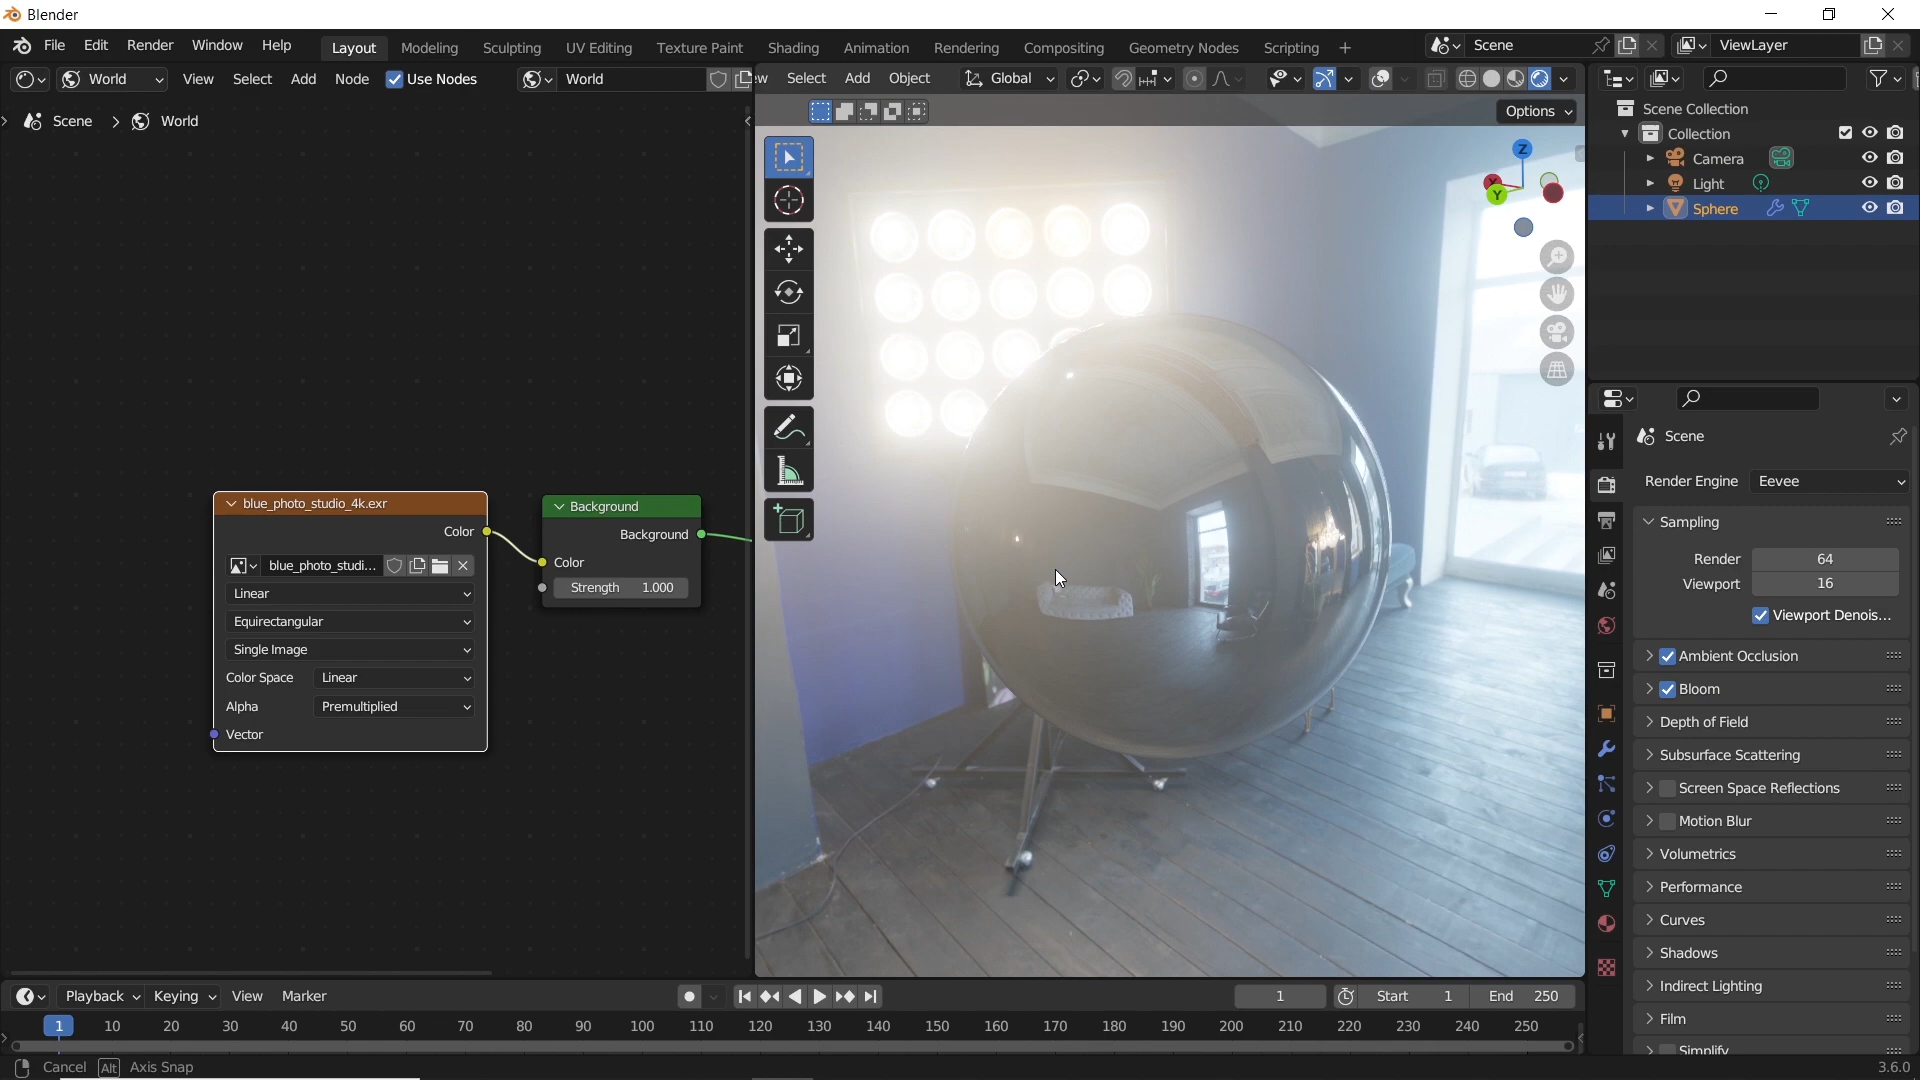 Blender
File Edit Render Window Help Layout Modeling Sculpting UV Editing Texture Paint Shading Animation Rendering Compositing Geometry Nodes Scripting + Scene ViewLayer
World View Select Add Node Use Nodes World
w Select Add Object Global
Options
Scene > World
Z
Y
Scene Collection
Collection
Camera
Light
Sphere
blue_photo_studio_4k.exr
Color
blue_photo_studi...
Linear
Equirectangular
Single Image
Color Space Linear
Alpha Premultiplied
Vector
Background
Background
Color
Strength 1.000
Scene
Render Engine Eevee
Sampling
Render 64
Viewport 16
Viewport Denois...
Ambient Occlusion
Bloom
Depth of Field
Subsurface Scattering
Screen Space Reflections
Motion Blur
Volumetrics
Performance
Curves
Shadows
Indirect Lighting
Film
Simplify
Playback Keying View Marker 1 Start 1 End 250
1 10 20 30 40 50 60 70 80 90 100 110 120 130 140 150 160 170 180 190 200 210 220 230 240 250
Cancel Alt Axis Snap 3.6.0